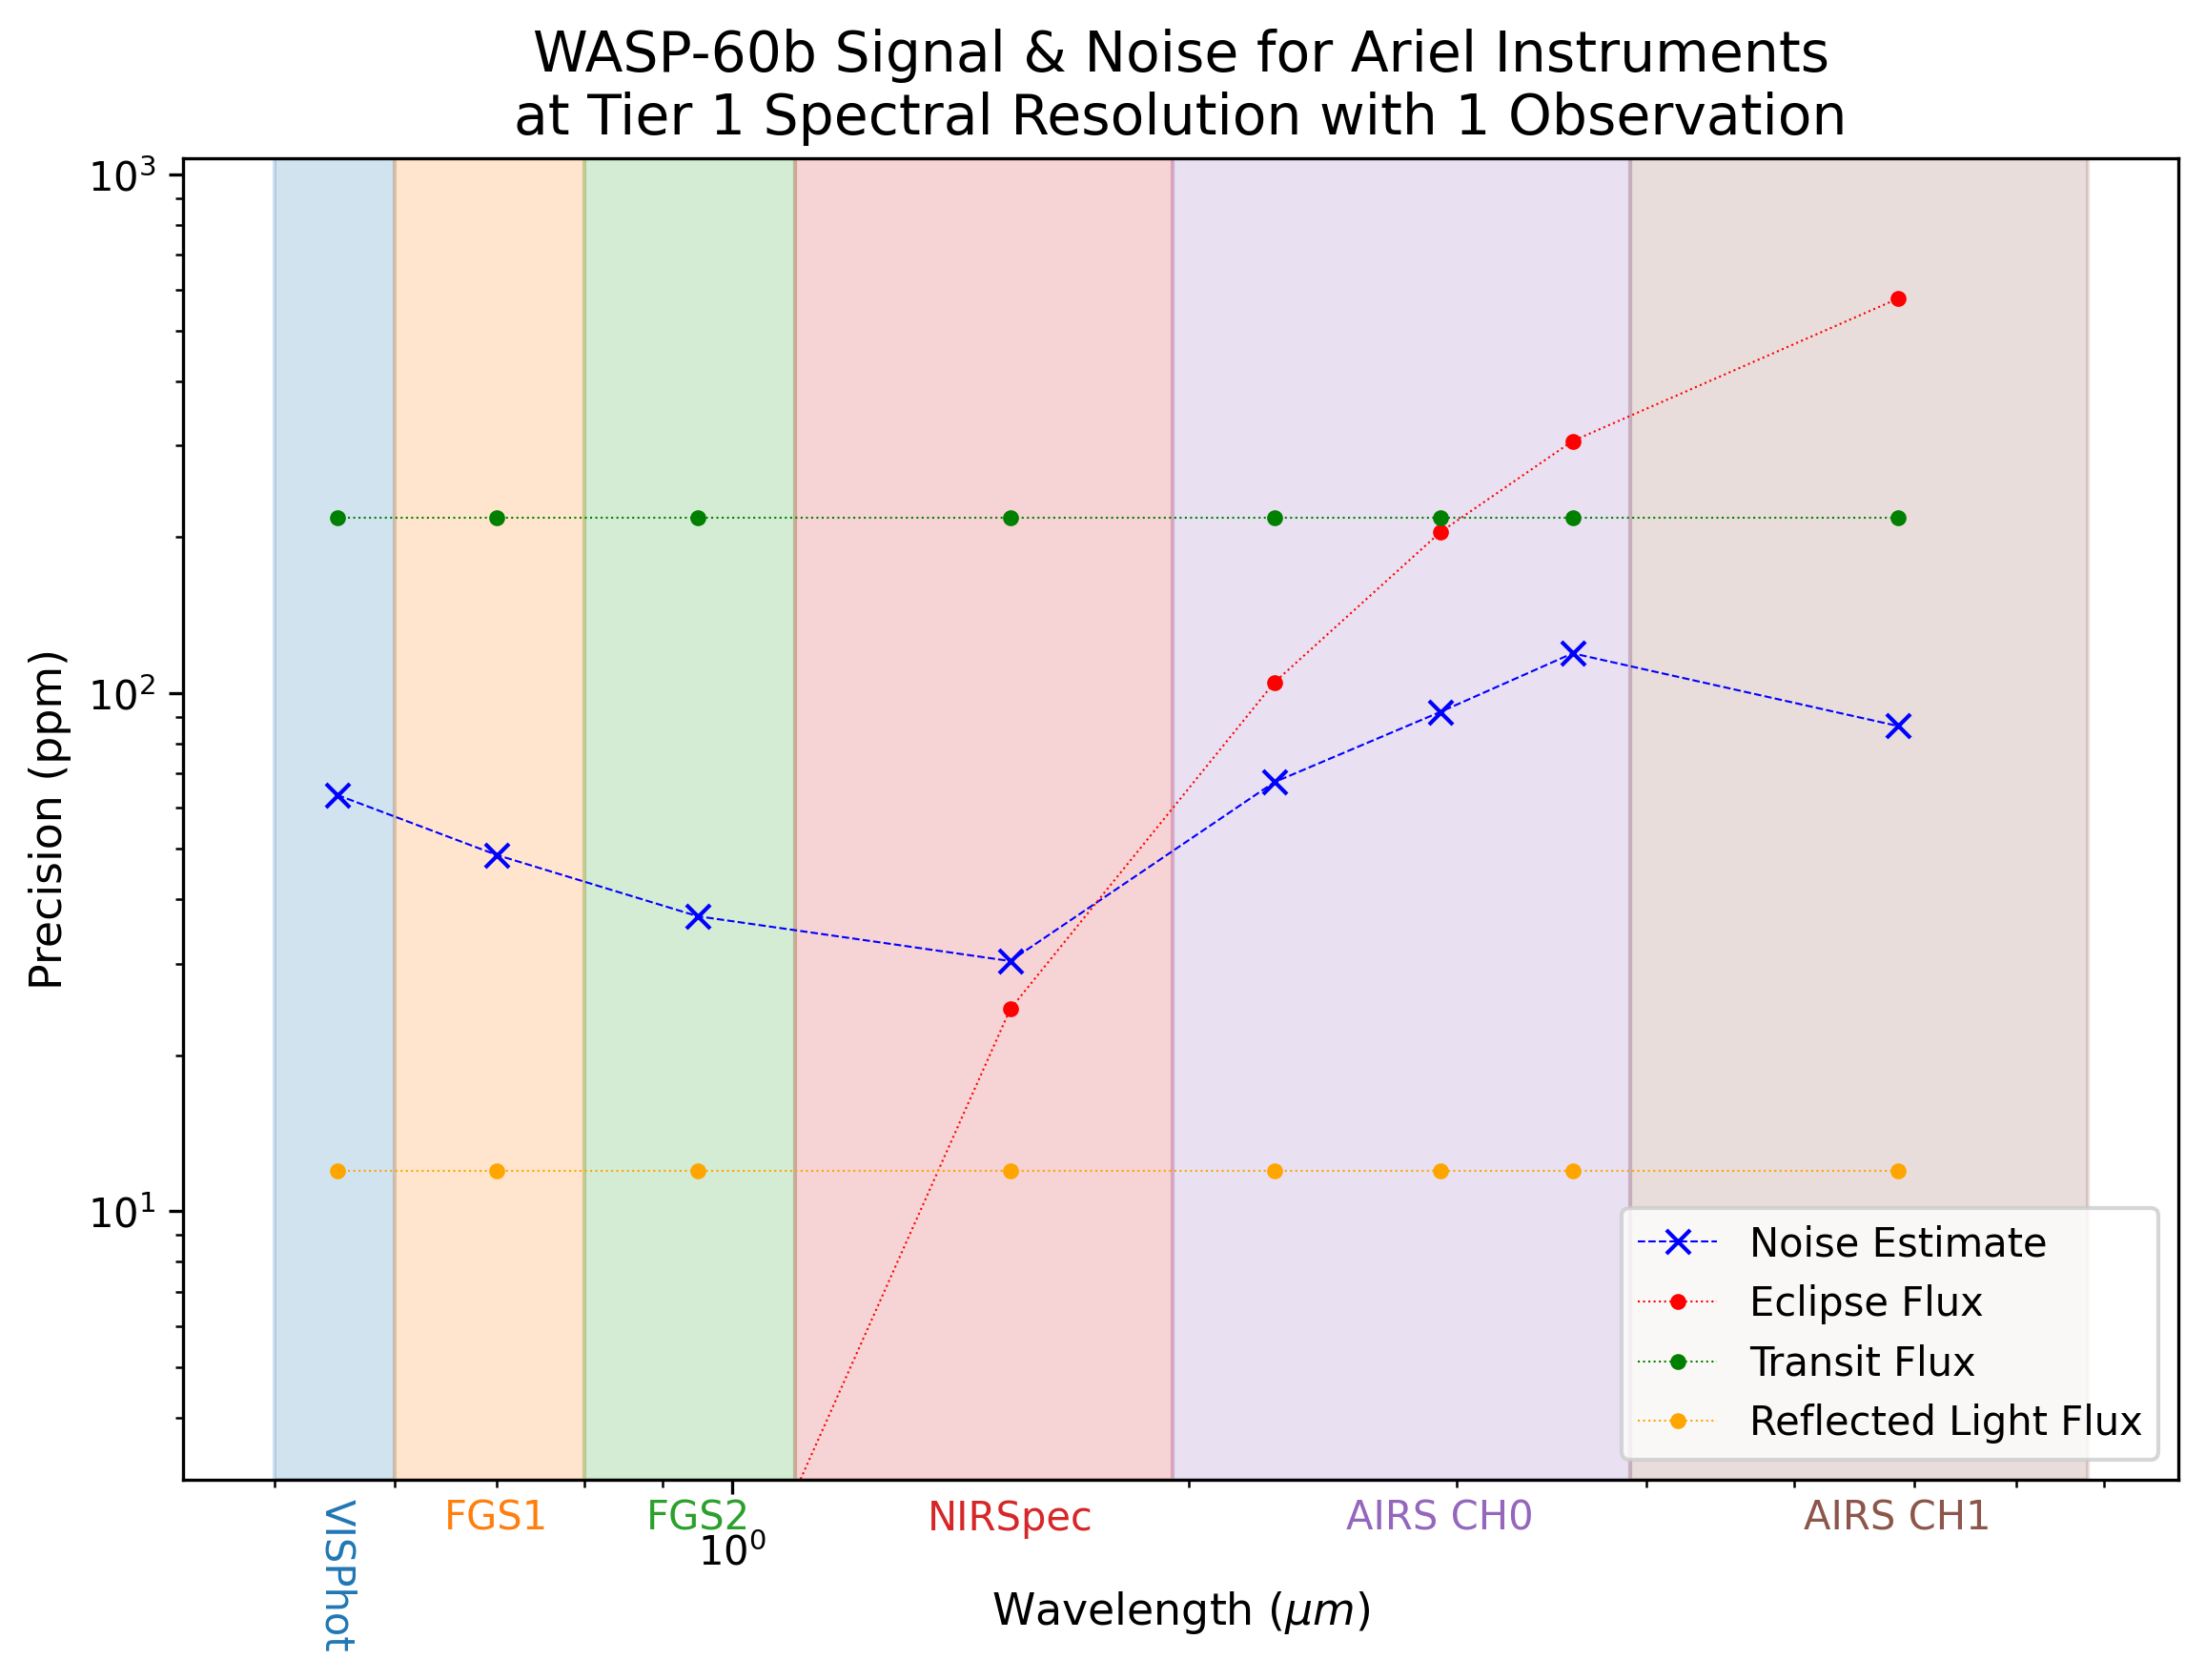 WASP-60b Signal & Noise for Ariel Instruments
at Tier 1 Spectral Resolution with 1 Observation
10³
10²
10¹
Precision (ppm)
Noise Estimate
Eclipse Flux
Transit Flux
Reflected Light Flux
VISPhot
FGS1
FGS2
NIRSpec
AIRS CH0
AIRS CH1
10⁰
Wavelength (μm)